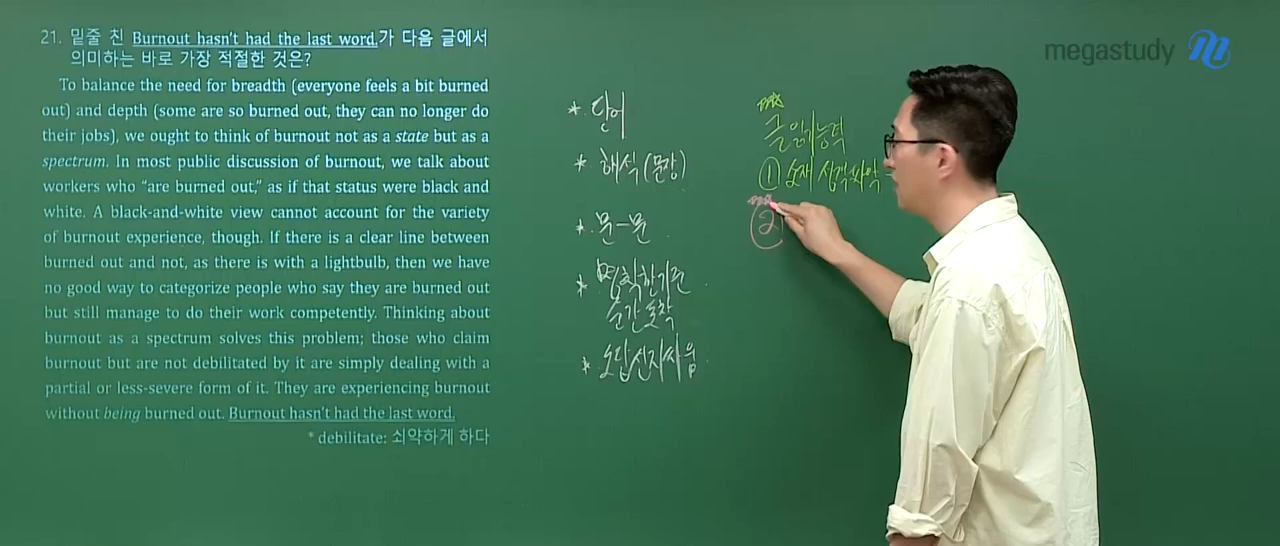 21. 밑줄 친 Burnout hasn't had the last word.가 다음 글에서
의미하는 바로 가장 적절한 것은?
To balance the need for breadth (everyone feels a bit burned
out) and depth (some are so burned out, they can no longer do
their jobs), we ought to think of burnout not as a state but as a
spectrum. In most public discussion of burnout, we talk about
workers who “are burned out,” as if that status were black and
white. A black-and-white view cannot account for the variety
of burnout experience, though. If there is a clear line between
burned out and not, as there is with a lightbulb, then we have
no good way to categorize people who say they are burned out
but still manage to do their work competently. Thinking about
burnout as a spectrum solves this problem; those who claim
burnout but are not debilitated by it are simply dealing with a
partial or less-severe form of it. They are experiencing burnout
without being burned out. Burnout hasn't had the last word.
* debilitate: 쇠약하게 하다
* 단어
* 해석 (문장)
* 문-문
* 명확한 기준
순간 포착
* 오답 선지 싸움
글 읽기 능력
① 소재 성격 파악
②
megastudy